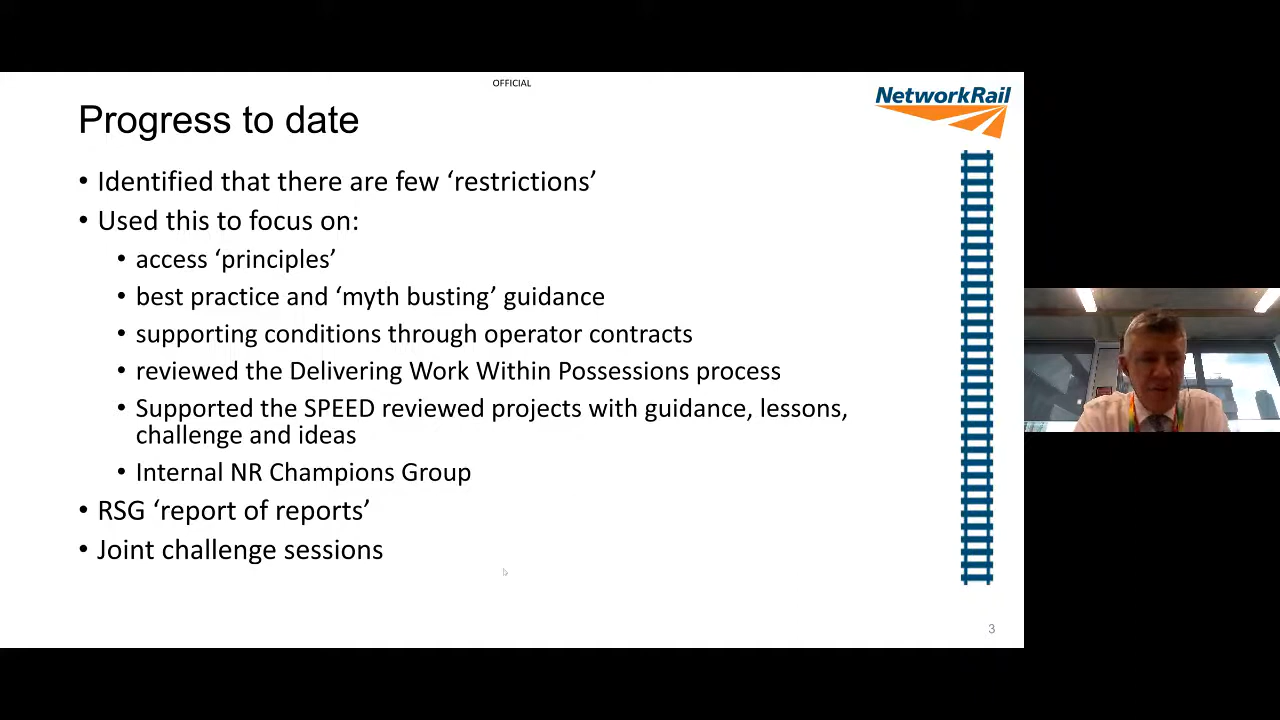 OFFICIAL
NetworkRail
Progress to date
• Identified that there are few ‘restrictions’
• Used this to focus on:
• access ‘principles’
• best practice and ‘myth busting’ guidance
• supporting conditions through operator contracts
• reviewed the Delivering Work Within Possessions process
• Supported the SPEED reviewed projects with guidance, lessons,
challenge and ideas
• Internal NR Champions Group
• RSG ‘report of reports’
• Joint challenge sessions
3